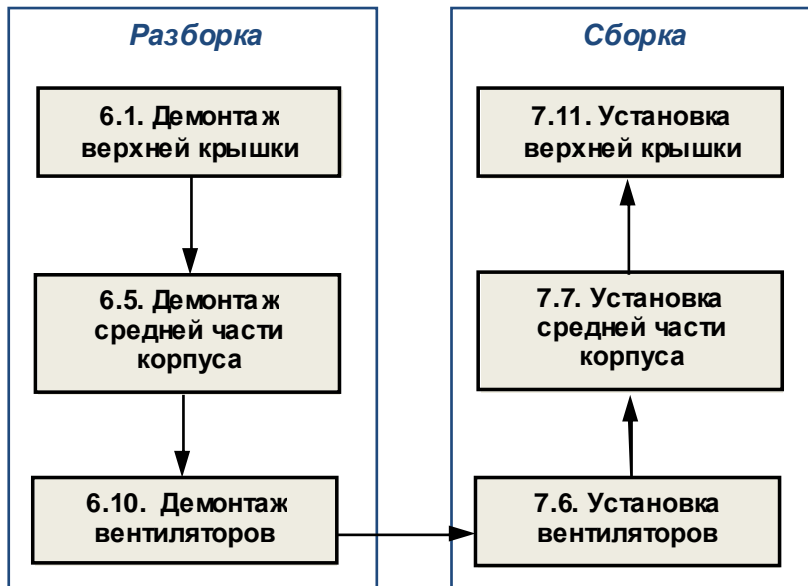 Разборка
6.1. Демонтаж
верхней крышки
6.5. Демонтаж
средней части
корпуса
6.10. Демонтаж
вентиляторов
Сборка
7.11. Установка
верхней крышки
7.7. Установка
средней части
корпуса
7.6. Установка
вентиляторов